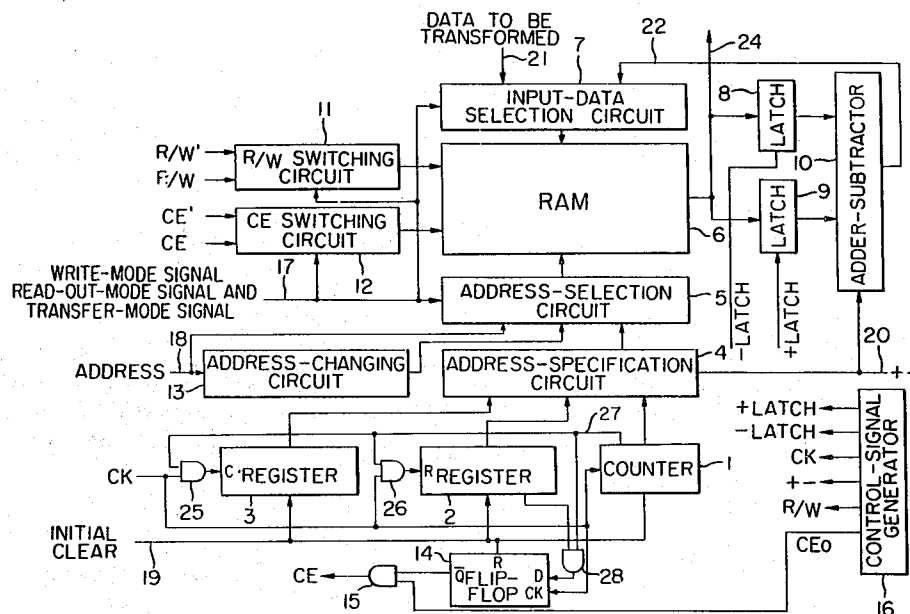 DATA TO BE
TRANSFORMED
21
7
22
24
INPUT-DATA
SELECTION CIRCUIT
8
LATCH
10
ADDER-SUBTRACTOR
11
R/W'
R/W SWITCHING
CIRCUIT
F/W
RAM
6
9
LATCH
CE'
CE
CE SWITCHING
CIRCUIT
12
WRITE-MODE SIGNAL
READ-OUT-MODE SIGNAL AND
TRANSFER-MODE SIGNAL
17
ADDRESS-SELECTION
CIRCUIT
5
-LATCH
+LATCH
18
ADDRESS
13
ADDRESS-CHANGING
CIRCUIT
ADDRESS-SPECIFICATION
CIRCUIT
4
20
+ -
27
+LATCH
-LATCH
CK
+-
R/W
CEo
CONTROL-SIGNAL
GENERATOR
16
CK
25
C
REGISTER
3
26
R
REGISTER
2
COUNTER
1
INITIAL
CLEAR
19
14
R
Q
FLIP-
FLOP
D
CK
28
CE
15